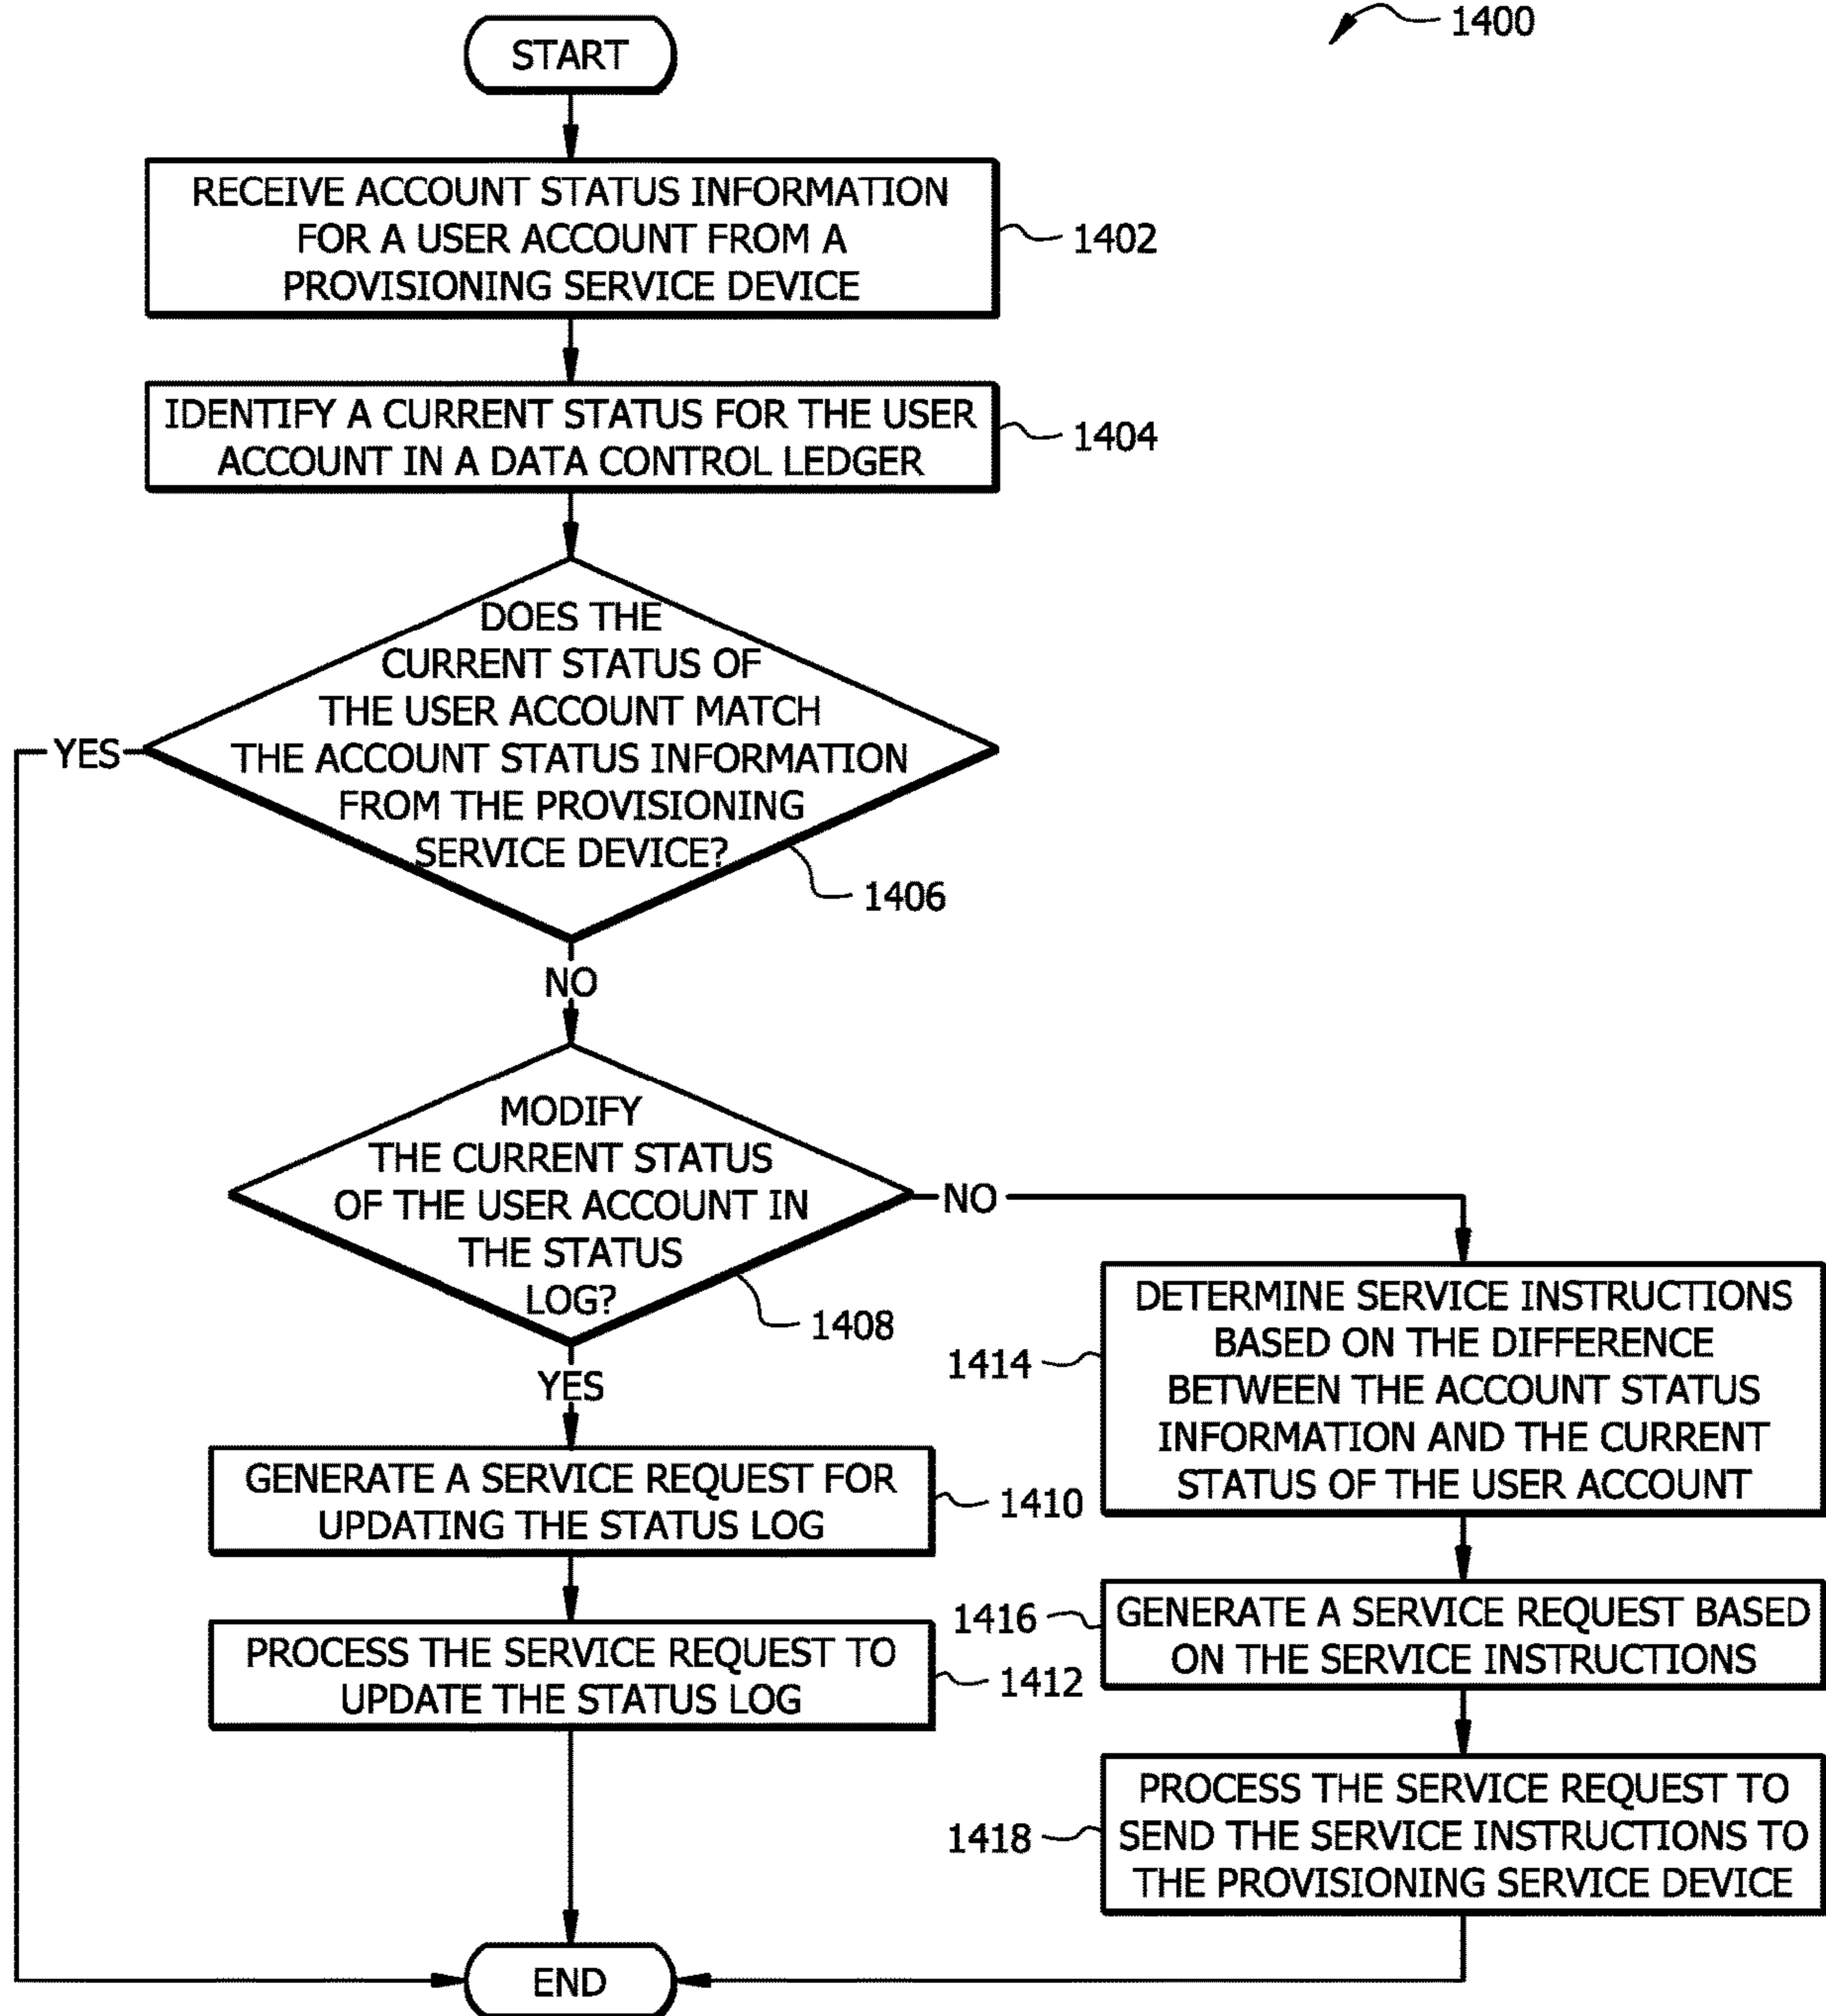 1400
START
RECEIVE ACCOUNT STATUS INFORMATION
FOR A USER ACCOUNT FROM A
PROVISIONING SERVICE DEVICE
1402
IDENTIFY A CURRENT STATUS FOR THE USER
ACCOUNT IN A DATA CONTROL LEDGER
1404
DOES THE
CURRENT STATUS OF
THE USER ACCOUNT MATCH
THE ACCOUNT STATUS INFORMATION
FROM THE PROVISIONING
SERVICE DEVICE?
YES
1406
NO
MODIFY
THE CURRENT STATUS
OF THE USER ACCOUNT IN
THE STATUS
LOG?
NO
1408
YES
GENERATE A SERVICE REQUEST FOR
UPDATING THE STATUS LOG
1410
PROCESS THE SERVICE REQUEST TO
UPDATE THE STATUS LOG
1412
DETERMINE SERVICE INSTRUCTIONS
BASED ON THE DIFFERENCE
BETWEEN THE ACCOUNT STATUS
INFORMATION AND THE CURRENT
STATUS OF THE USER ACCOUNT
1414
GENERATE A SERVICE REQUEST BASED
ON THE SERVICE INSTRUCTIONS
1416
PROCESS THE SERVICE REQUEST TO
SEND THE SERVICE INSTRUCTIONS TO
THE PROVISIONING SERVICE DEVICE
1418
END